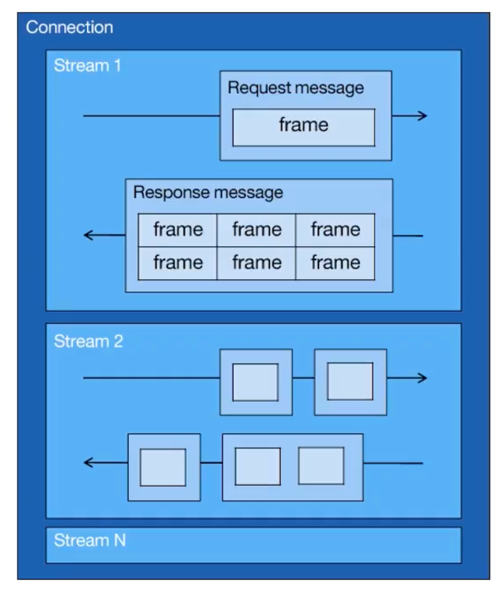 Connection
Stream 1
Request message
frame
Response message
frame frame frame
frame frame frame
Stream 2
Stream N